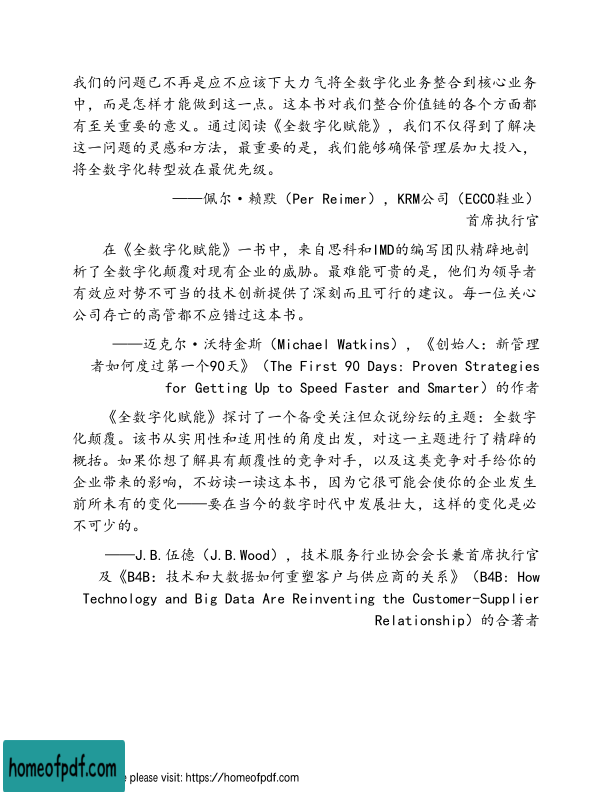 我们的问题已不再是应不应该下大力气将全数字化业务整合到核心业务
中，而是怎样才能做到这一点。这本书对我们整合价值链的各个方面都
有至关重要的意义。通过阅读《全数字化赋能》，我们不仅得到了解决
这一问题的灵感和方法，最重要的是，我们能够确保管理层加大投入，
将全数字化转型放在最优先级。
——佩尔·赖默（Per Reimer），KRM公司（ECCO鞋业）
首席执行官
在《全数字化赋能》一书中，来自思科和IMD的编写团队精辟地剖
析了全数字化颠覆对现有企业的威胁。最难能可贵的是，他们为领导者
有效应对势不可当的技术创新提供了深刻而且可行的建议。每一位关心
公司存亡的高管都不应错过这本书。
——迈克尔·沃特金斯（Michael Watkins），《创始人：新管理
者如何度过第一个90天》（The First 90 Days: Proven Strategies
for Getting Up to Speed Faster and Smarter）的作者
《全数字化赋能》探讨了一个备受关注但众说纷纭的主题：全数字
化颠覆。该书从实用性和适用性的角度出发，对这一主题进行了精辟的
概括。如果你想了解具有颠覆性的竞争对手，以及这类竞争对手给你的
企业带来的影响，不妨读一读这本书，因为它很可能会使你的企业发生
前所未有的变化——要在当今的数字时代中发展壮大，这样的变化是必
不可少的。
——J.B.伍德（J.B.Wood），技术服务行业协会会长兼首席执行官
及《B4B：技术和大数据如何重塑客户与供应商的关系》（B4B: How
Technology and Big Data Are Reinventing the Customer-Supplier
Relationship）的合著者
homeofpdf.com
please visit: https://homeofpdf.com